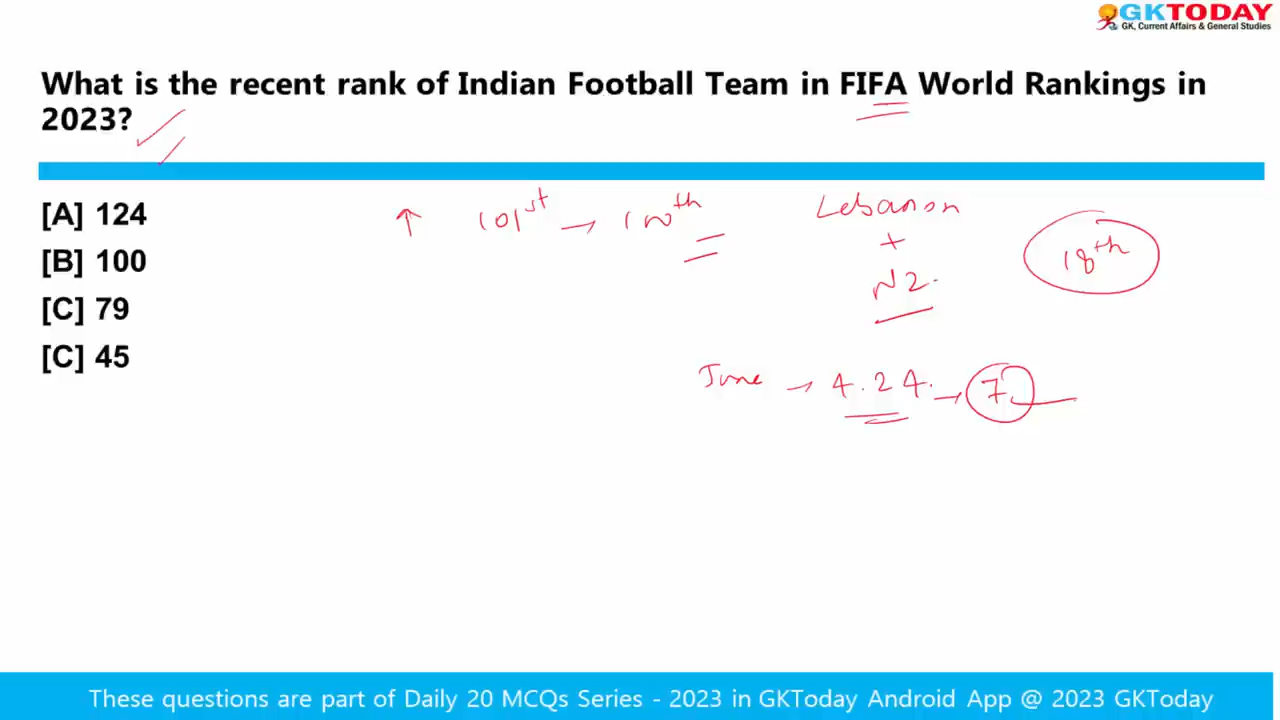 GKTODAY
GK, Current Affairs & General Studies
What is the recent rank of Indian Football Team in FIFA World Rankings in
2023?
[A] 124
[B] 100
[C] 79
[C] 45
↑ 101st → 100th
Lebanon
+
NZ.
18th
June → 4.24. → 7
These questions are part of Daily 20 MCQs Series - 2023 in GKToday Android App @ 2023 GKToday